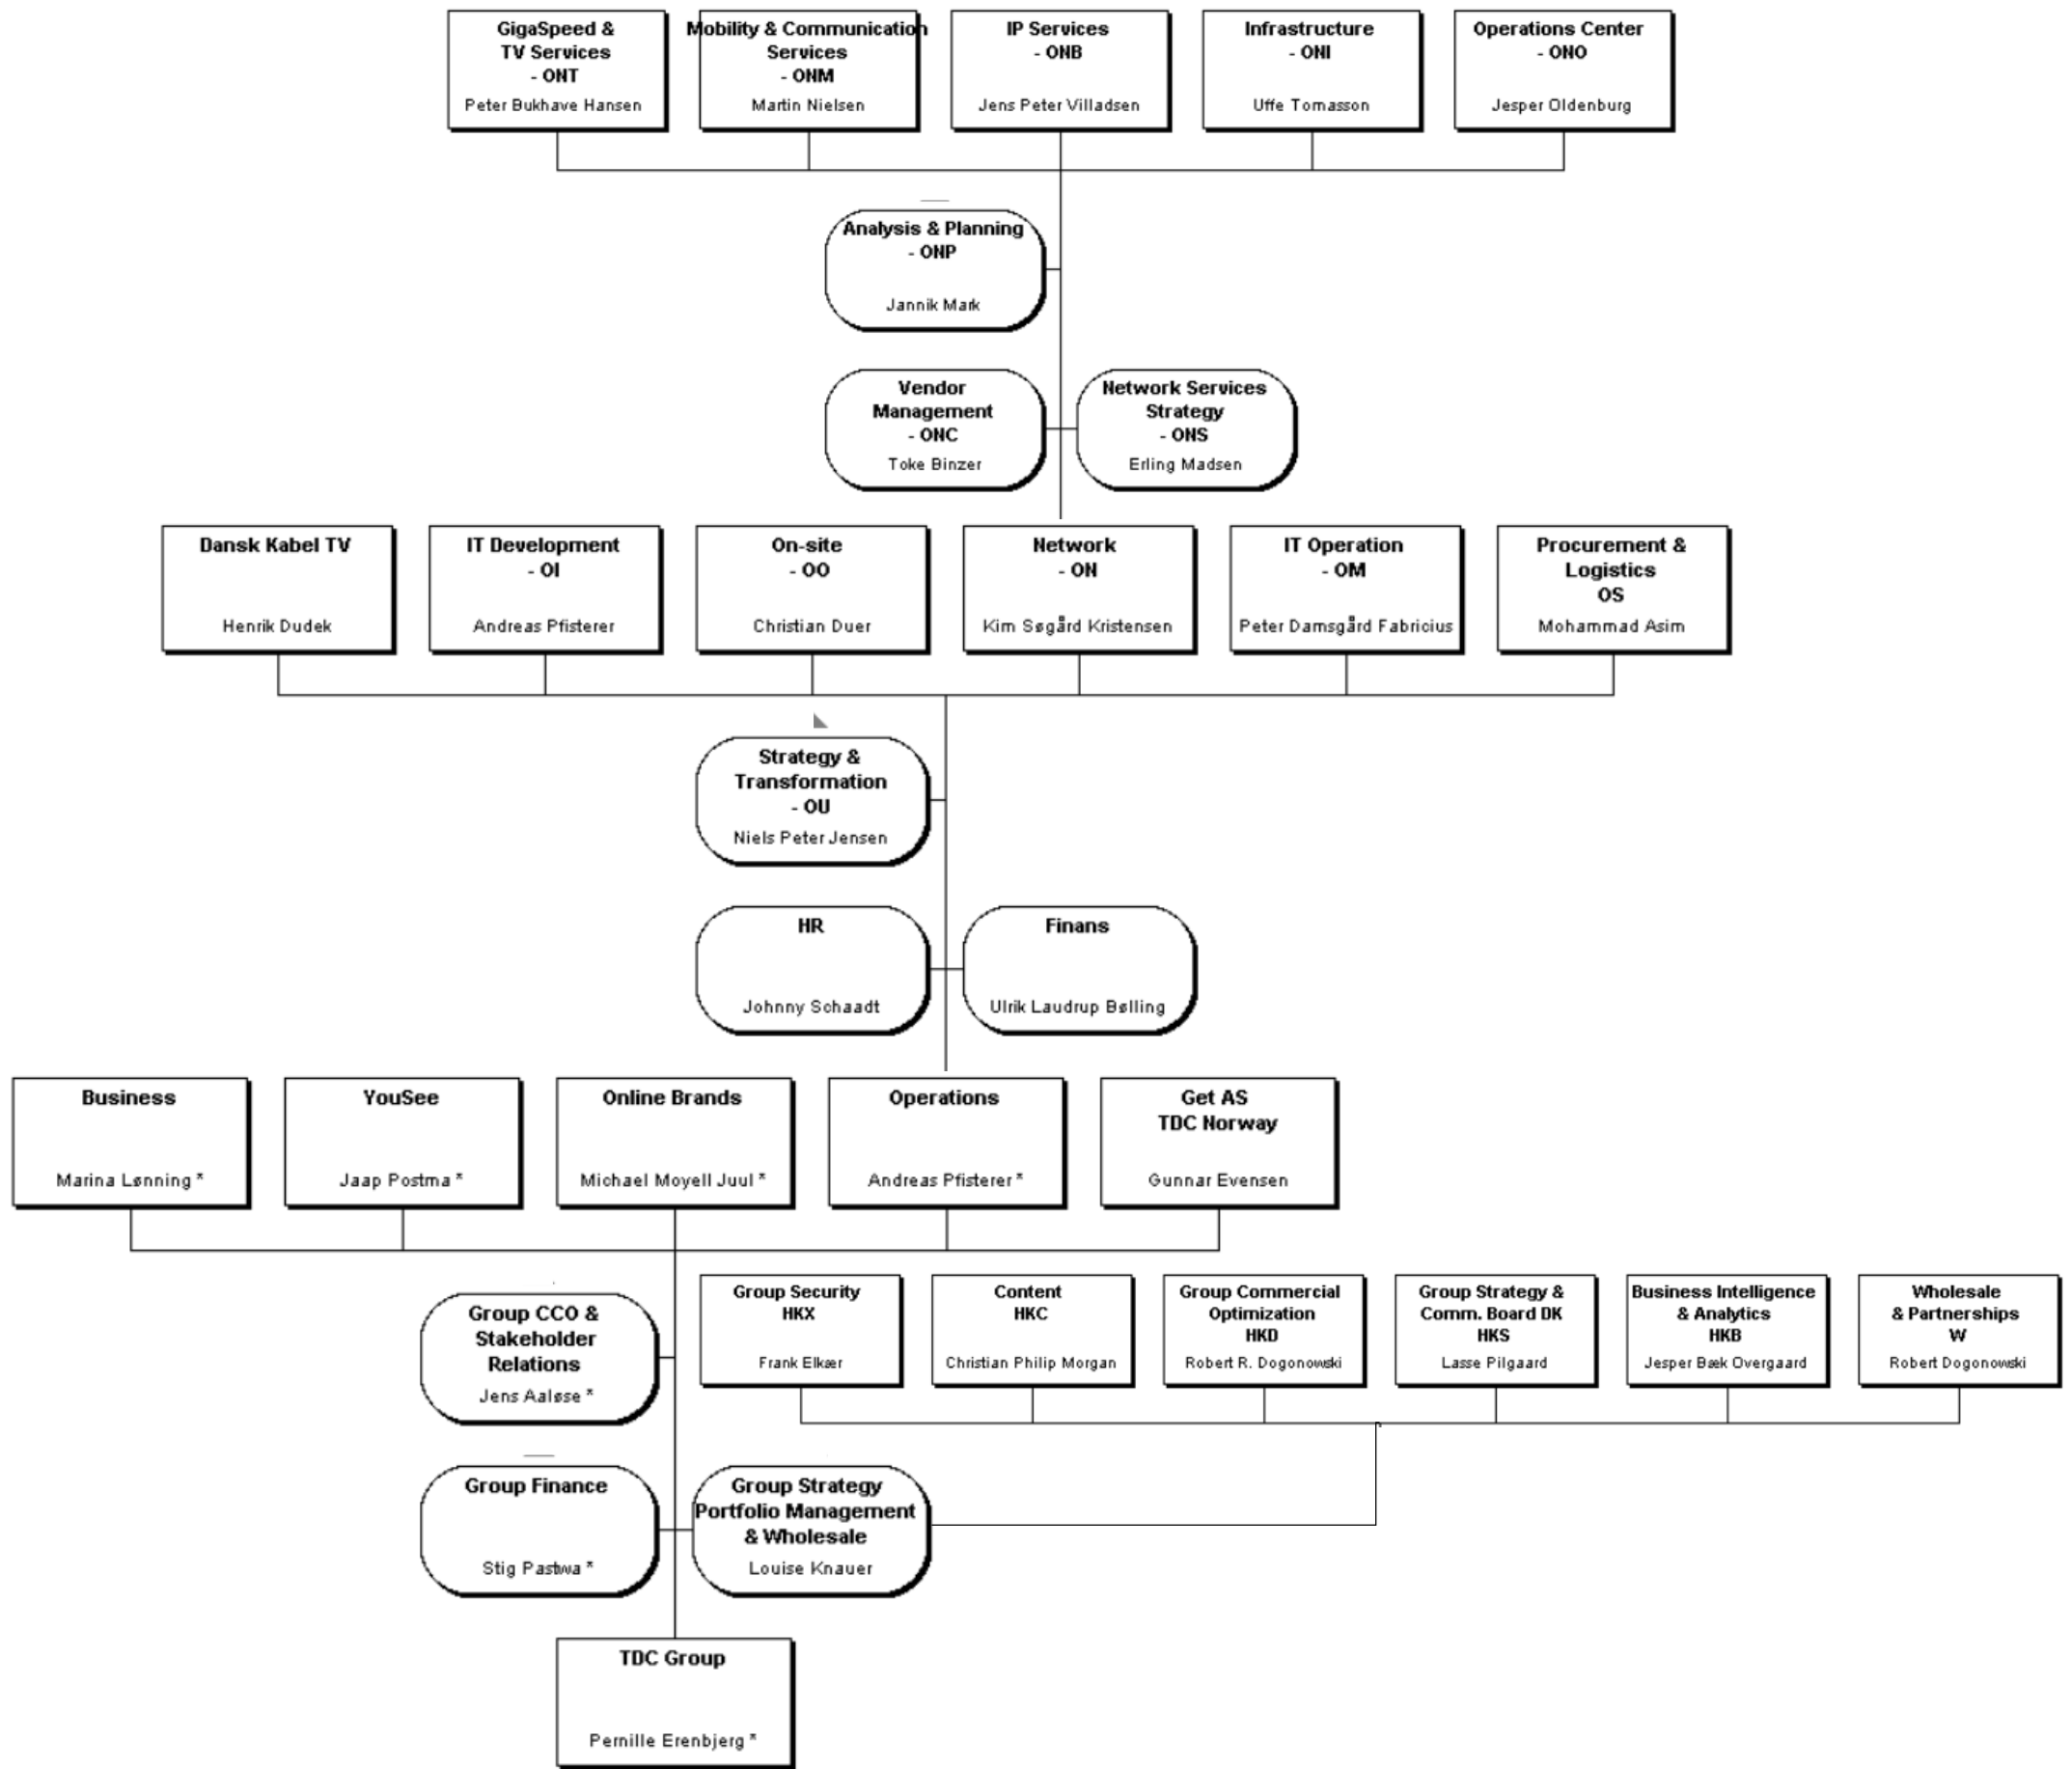 GigaSpeed &
TV Services
- ONT
Peter Bukhave Hansen
Mobility & Communication
Services
- ONM
Martin Nielsen
IP Services
- ONB
Jens Peter Villadsen
Infrastructure
- ONI
Uffe Tomasson
Operations Center
- ONO
Jesper Oldenburg
Analysis & Planning
- ONP
Jannik Mark
Vendor
Management
- ONC
Toke Binzer
Network Services
Strategy
- ONS
Erling Madsen
Dansk Kabel TV
Henrik Dudek
IT Development
- OI
Andreas Pfisterer
On-site
- OO
Christian Duer
Network
- ON
Kim Søgård Kristensen
IT Operation
- OM
Peter Damsgård Fabricius
Procurement &
Logistics
OS
Mohammad Asim
Strategy &
Transformation
- OU
Niels Peter Jensen
HR
Johnny Schaadt
Finans
Ulrik Laudrup Bølling
Business
Marina Lønning *
YouSee
Jaap Postma *
Online Brands
Michael Moyell Juul *
Operations
Andreas Pfisterer *
Get AS
TDC Norway
Gunnar Evensen
Group CCO &
Stakeholder
Relations
Jens Aaløse *
Group Security
HKX
Frank Elkær
Content
HKC
Christian Philip Morgan
Group Commercial
Optimization
HKD
Robert R. Dogonowski
Group Strategy &
Comm. Board DK
HKS
Lasse Pilgaard
Business Intelligence
& Analytics
HKB
Jesper Bæk Overgaard
Wholesale
& Partnerships
W
Robert Dogonowski
Group Finance
Stig Pastwa *
Group Strategy
Portfolio Management
& Wholesale
Louise Knauer
TDC Group
Pernille Erenbjerg *